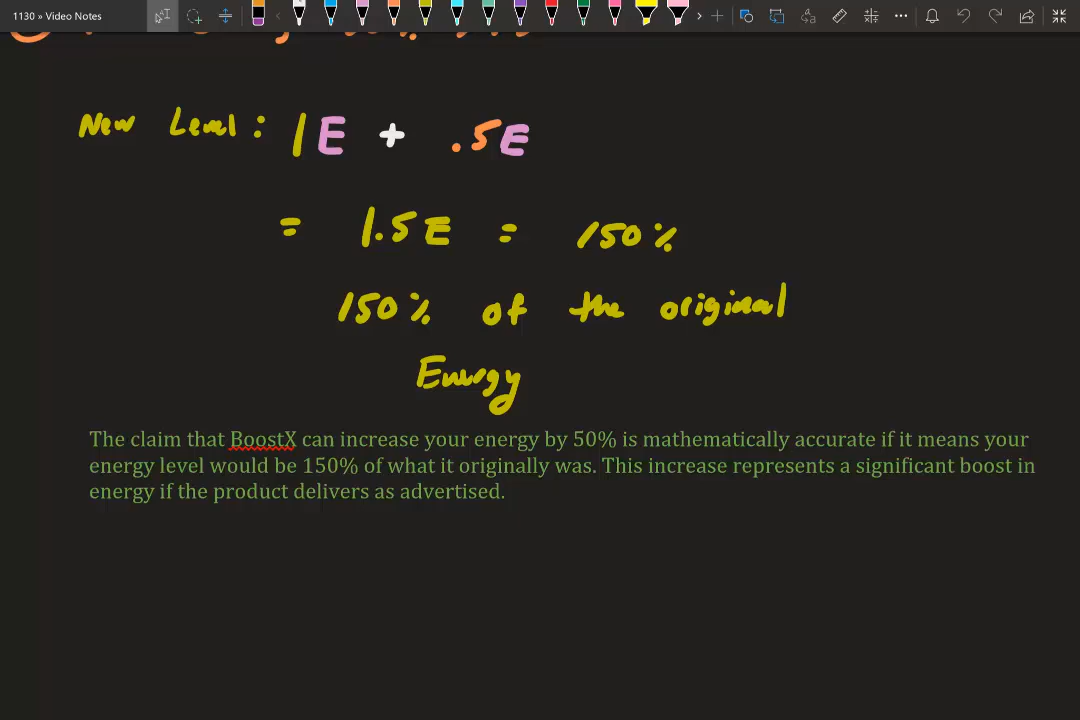 1130 » Video Notes
New Level: 1E + .5E
= 1.5E = 150%
150% of the original
Energy
The claim that BoostX can increase your energy by 50% is mathematically accurate if it means your
energy level would be 150% of what it originally was. This increase represents a significant boost in
energy if the product delivers as advertised.